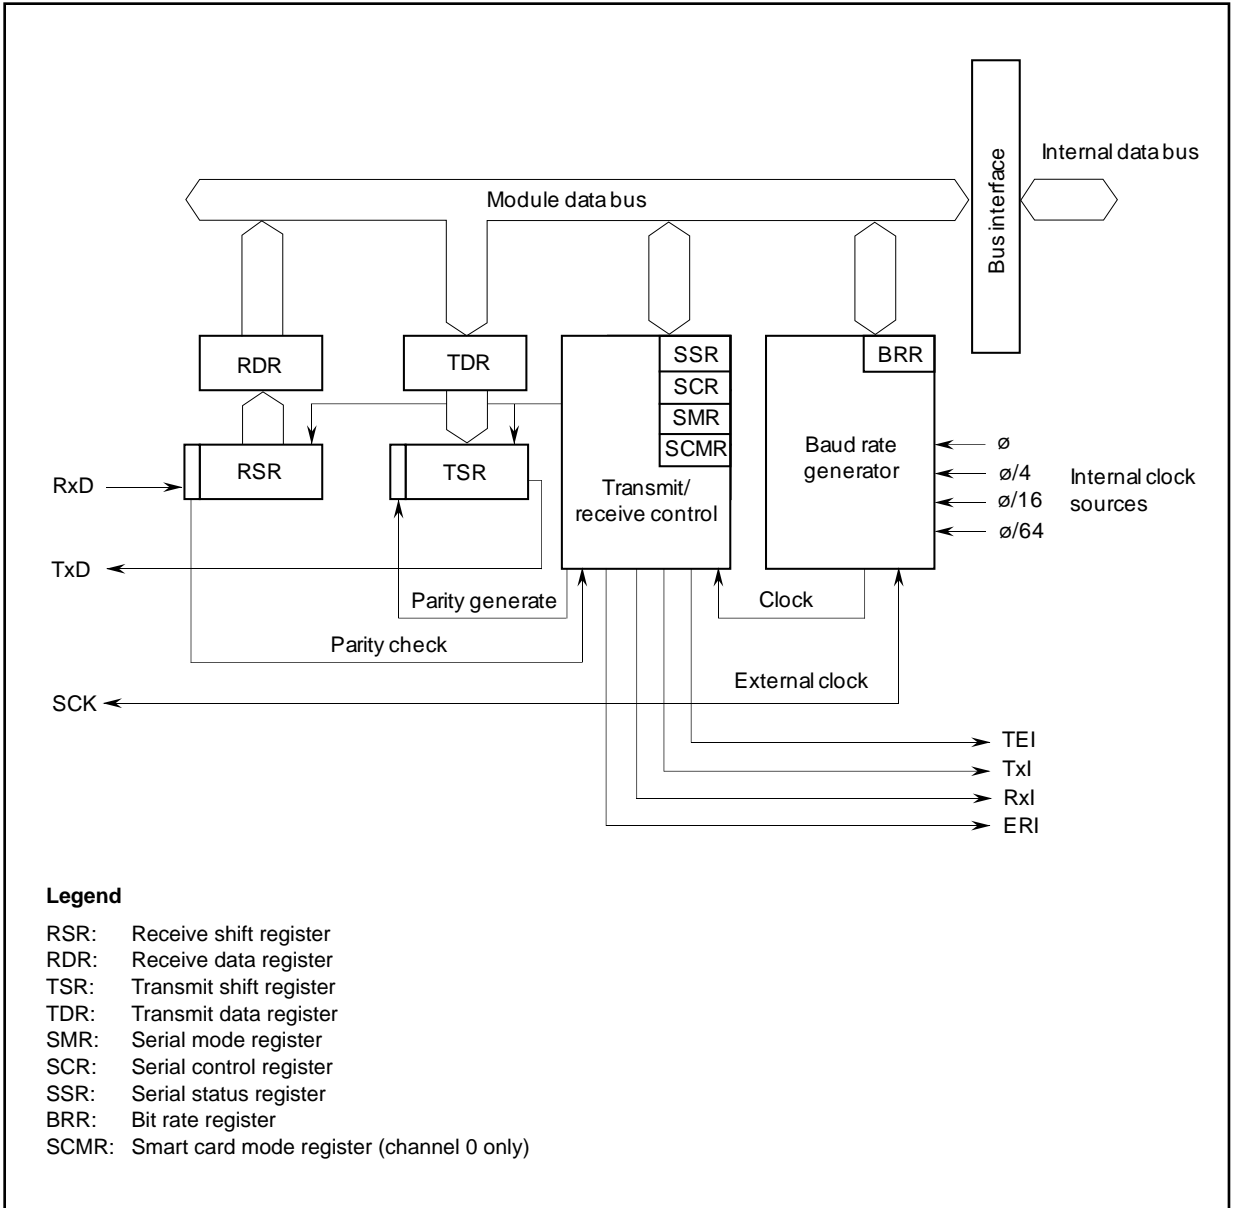 Internal data bus
Bus interface
Module data bus
RDR
TDR
SSR
SCR
SMR
SCMR
BRR
RSR
TSR
Transmit/
receive control
Baud rate
generator
ø
ø/4
ø/16
ø/64
Internal clock
sources
RxD
TxD
Parity generate
Clock
Parity check
External clock
SCK
TEI
TxI
RxI
ERI
Legend
RSR: Receive shift register
RDR: Receive data register
TSR: Transmit shift register
TDR: Transmit data register
SMR: Serial mode register
SCR: Serial control register
SSR: Serial status register
BRR: Bit rate register
SCMR: Smart card mode register (channel 0 only)